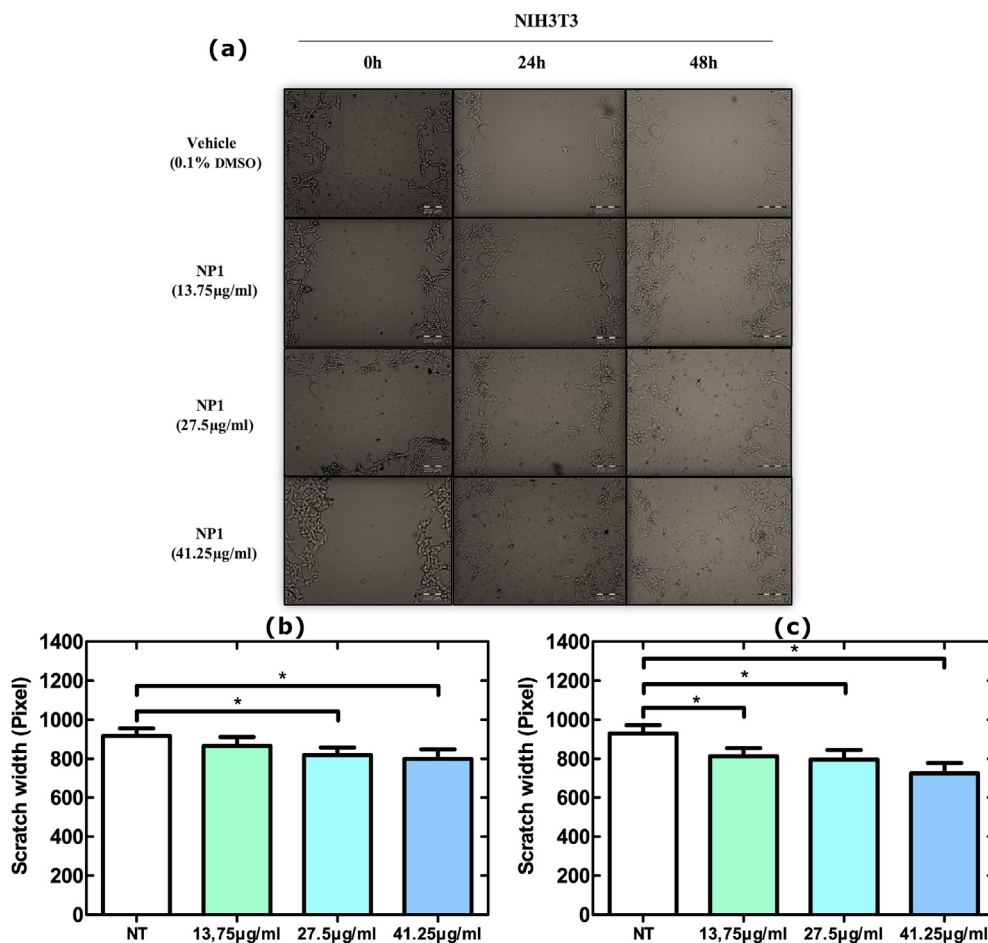 NIH3T3
(a)
0h 24h 48h
Vehicle
(0.1% DMSO)
NP1
(13.75µg/ml)
NP1
(27.5µg/ml)
NP1
(41.25µg/ml)
(b)
Scratch width (Pixel)
1400
1200
1000
800
600
400
200
0
*
*
NT 13,75µg/ml 27.5µg/ml 41.25µg/ml
(c)
Scratch width (Pixel)
1400
1200
1000
800
600
400
200
0
*
*
*
NT 13,75µg/ml 27.5µg/ml 41.25µg/ml